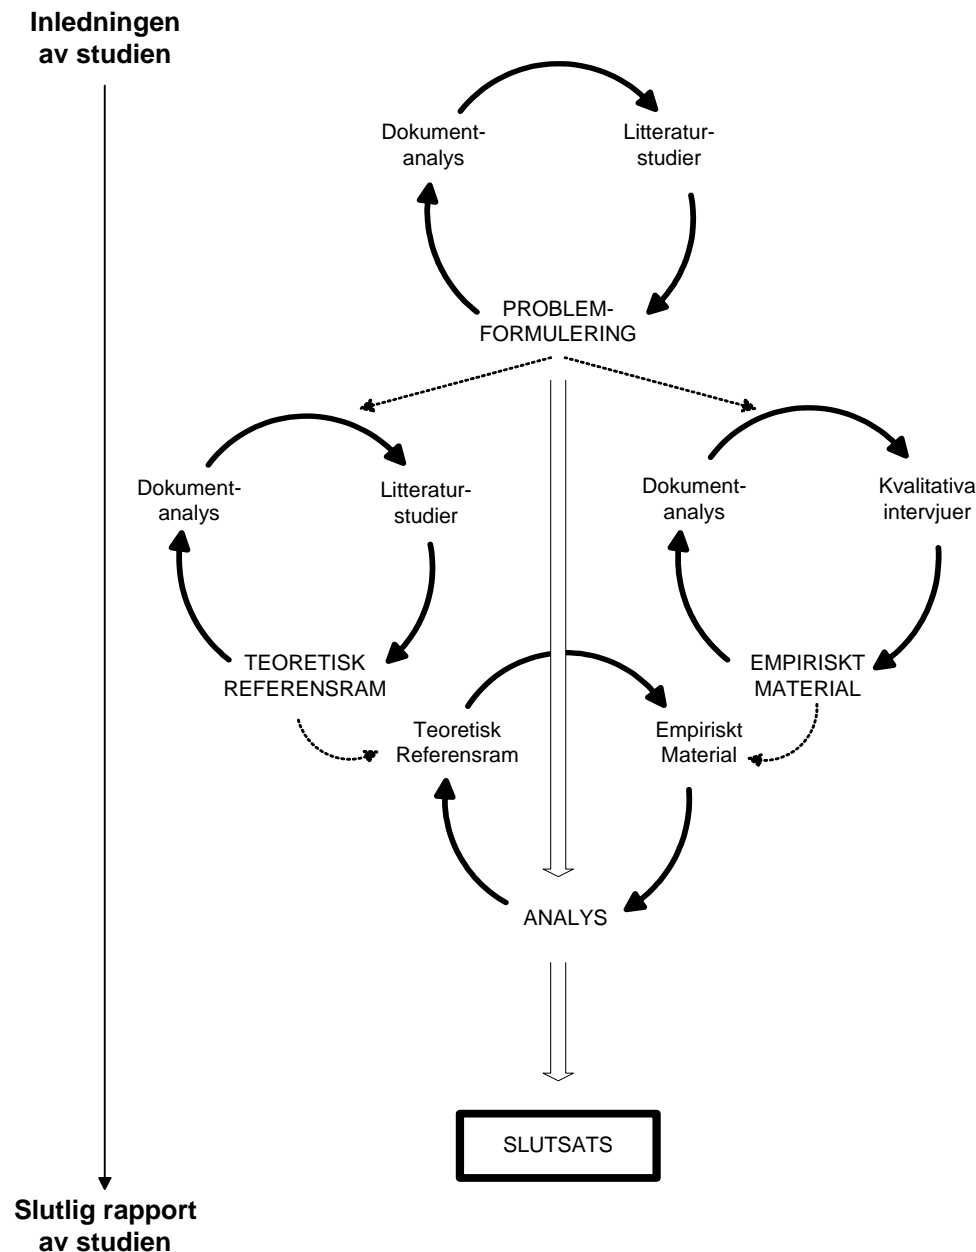 Inledningen
av studien
Dokument-
analys
Litteratur-
studier
PROBLEM-
FORMULERING
Dokument-
analys
Litteratur-
studier
Dokument-
analys
Kvalitativa
intervjuer
TEORETISK
REFERENSRAM
EMPIRISKT
MATERIAL
Teoretisk
Referensram
Empiriskt
Material
ANALYS
SLUTSATS
Slutlig rapport
av studien